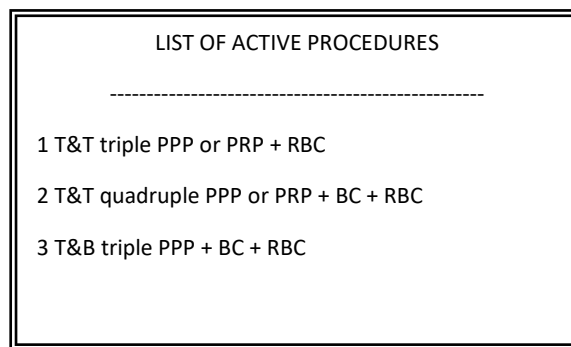 LIST OF ACTIVE PROCEDURES
---------------------------------------------------
1 T&T triple PPP or PRP + RBC
2 T&T quadruple PPP or PRP + BC + RBC
3 T&B triple PPP + BC + RBC